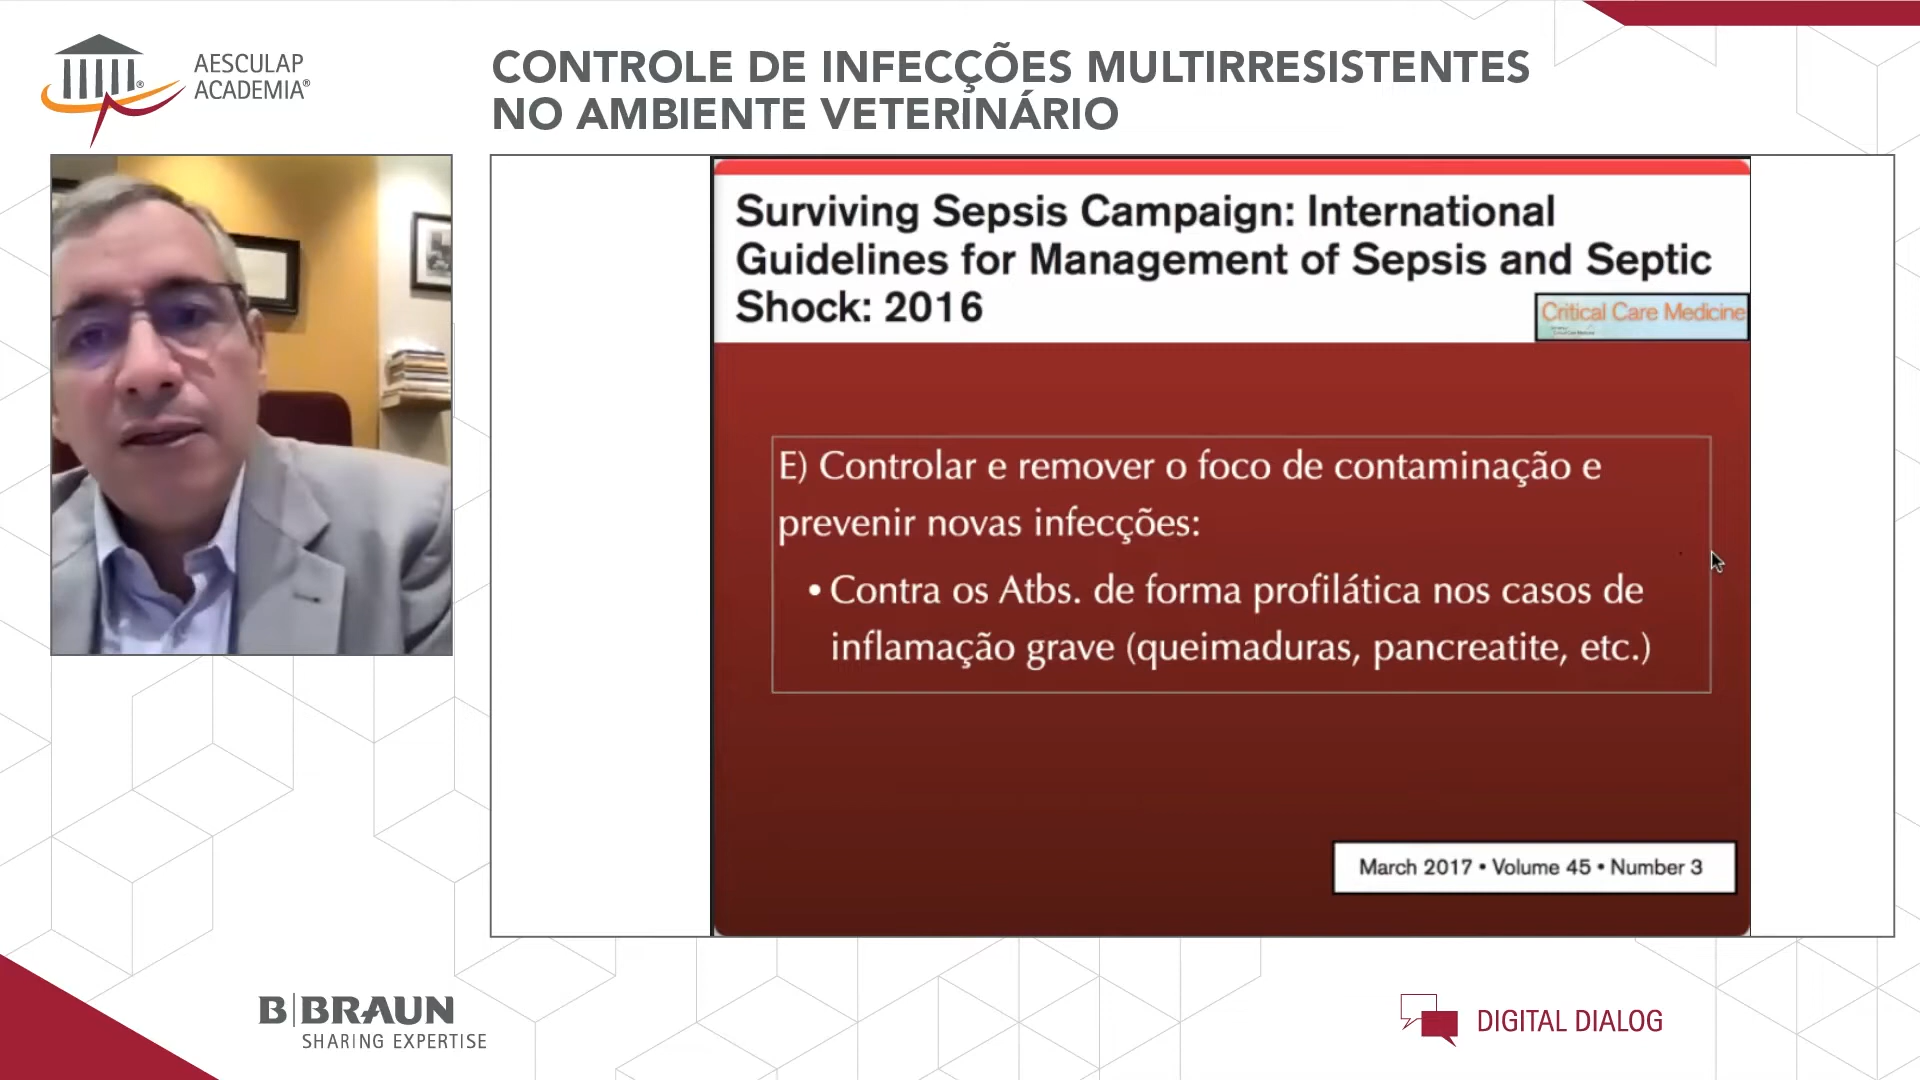 AESCULAP
ACADEMIA®
CONTROLE DE INFECÇÕES MULTIRRESISTENTES
NO AMBIENTE VETERINÁRIO
Surviving Sepsis Campaign: International
Guidelines for Management of Sepsis and Septic
Shock: 2016
Critical Care Medicine
E) Controlar e remover o foco de contaminação e
prevenir novas infecções:
• Contra os Atbs. de forma profilática nos casos de
inflamação grave (queimaduras, pancreatite, etc.)
March 2017 • Volume 45 • Number 3
B|BRAUN
SHARING EXPERTISE
DIGITAL DIALOG